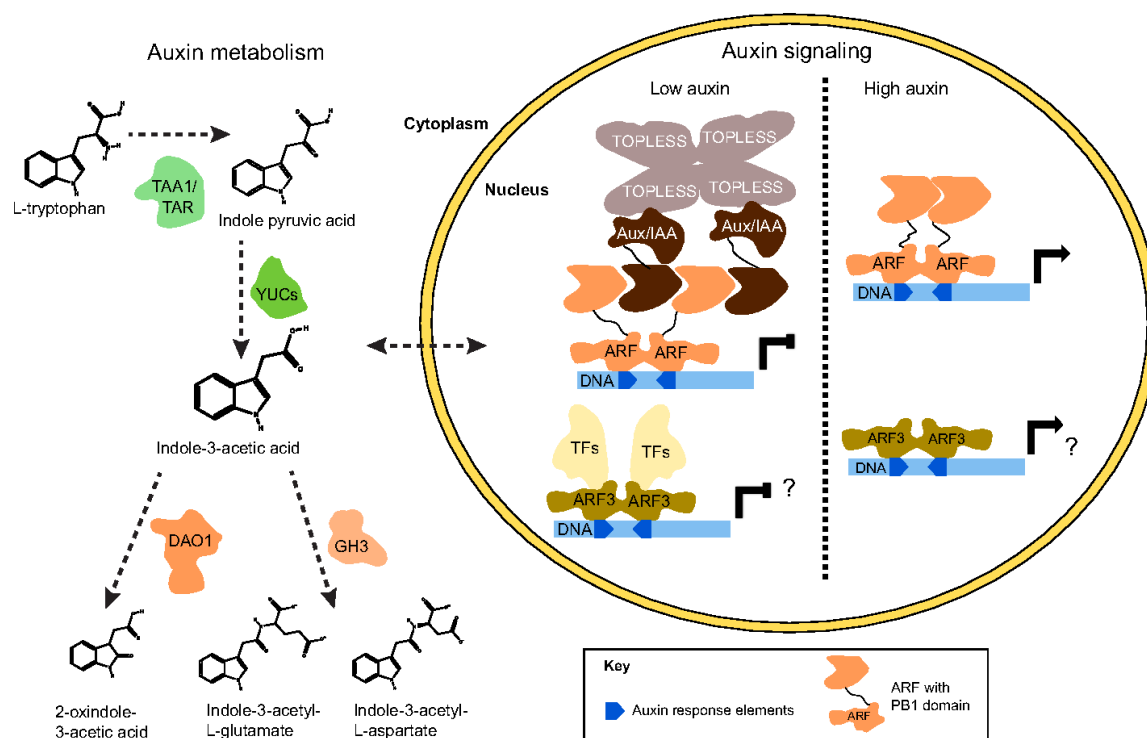 Auxin metabolism
L-tryptophan
TAA1/
TAR
Indole pyruvic acid
YUCs
Indole-3-acetic acid
DAO1
GH3
2-oxindole-
3-acetic acid
Indole-3-acetyl-
L-glutamate
Indole-3-acetyl-
L-aspartate
Auxin signaling
Cytoplasm
Nucleus
Low auxin
TOPLESS TOPLESS
TOPLESS TOPLESS
Aux/IAA Aux/IAA
ARF ARF
DNA
TFs TFs
ARF3 ARF3
DNA
?
High auxin
ARF ARF
DNA
ARF3 ARF3
DNA
?
Key
Auxin response elements
ARF
ARF with
PB1 domain